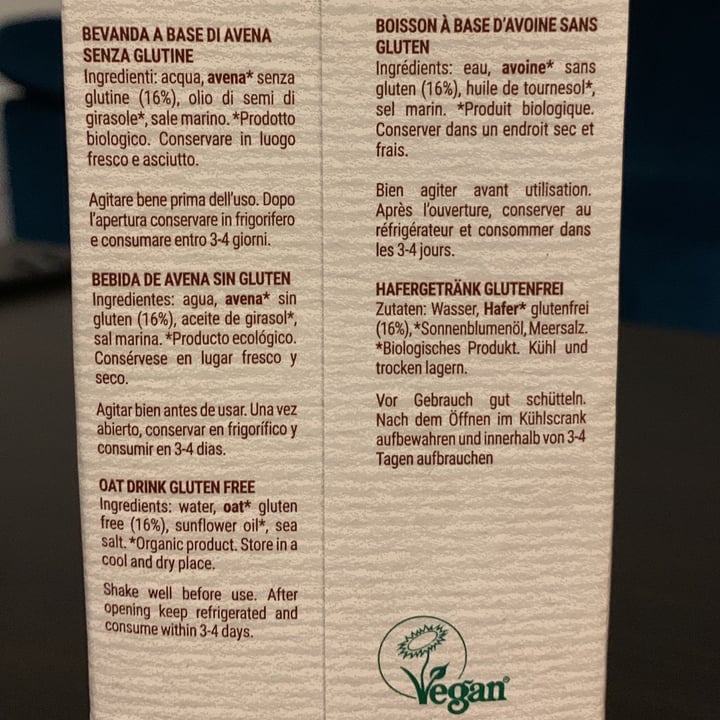 BEVANDA A BASE DI AVENA
SENZA GLUTINE
Ingredienti: acqua, avena* senza
glutine (16%), olio di semi di
girasole*, sale marino. *Prodotto
biologico. Conservare in luogo
fresco e asciutto.
Agitare bene prima dell'uso. Dopo
l'apertura conservare in frigorifero
e consumare entro 3-4 giorni.
BEBIDA DE AVENA SIN GLUTEN
Ingredientes: agua, avena* sin
gluten (16%), aceite de girasol*,
sal marina. *Producto ecológico.
Consérvese en lugar fresco y
seco.
Agitar bien antes de usar. Una vez
abierto, conservar en frigorífico y
consumir en 3-4 dias.
OAT DRINK GLUTEN FREE
Ingredients: water, oat* gluten
free (16%), sunflower oil*, sea
salt. *Organic product. Store in a
cool and dry place.
Shake well before use. After
opening keep refrigerated and
consume within 3-4 days.
BOISSON À BASE D'AVOINE SANS
GLUTEN
Ingrédients: eau, avoine* sans
gluten (16%), huile de tournesol*,
sel marin. *Produit biologique.
Conserver dans un endroit sec et
frais.
Bien agiter avant utilisation.
Après l'ouverture, conserver au
réfrigérateur et consommer dans
les 3-4 jours.
HAFERGETRÄNK GLUTENFREI
Zutaten: Wasser, Hafer* glutenfrei
(16%), *Sonnenblumenöl, Meersalz.
*Biologisches Produkt. Kühl und
trocken lagern.
Vor Gebrauch gut schütteln.
Nach dem Öffnen im Kühlscrank
aufbewahren und innerhalb von 3-4
Tagen aufbrauchen
Vegan